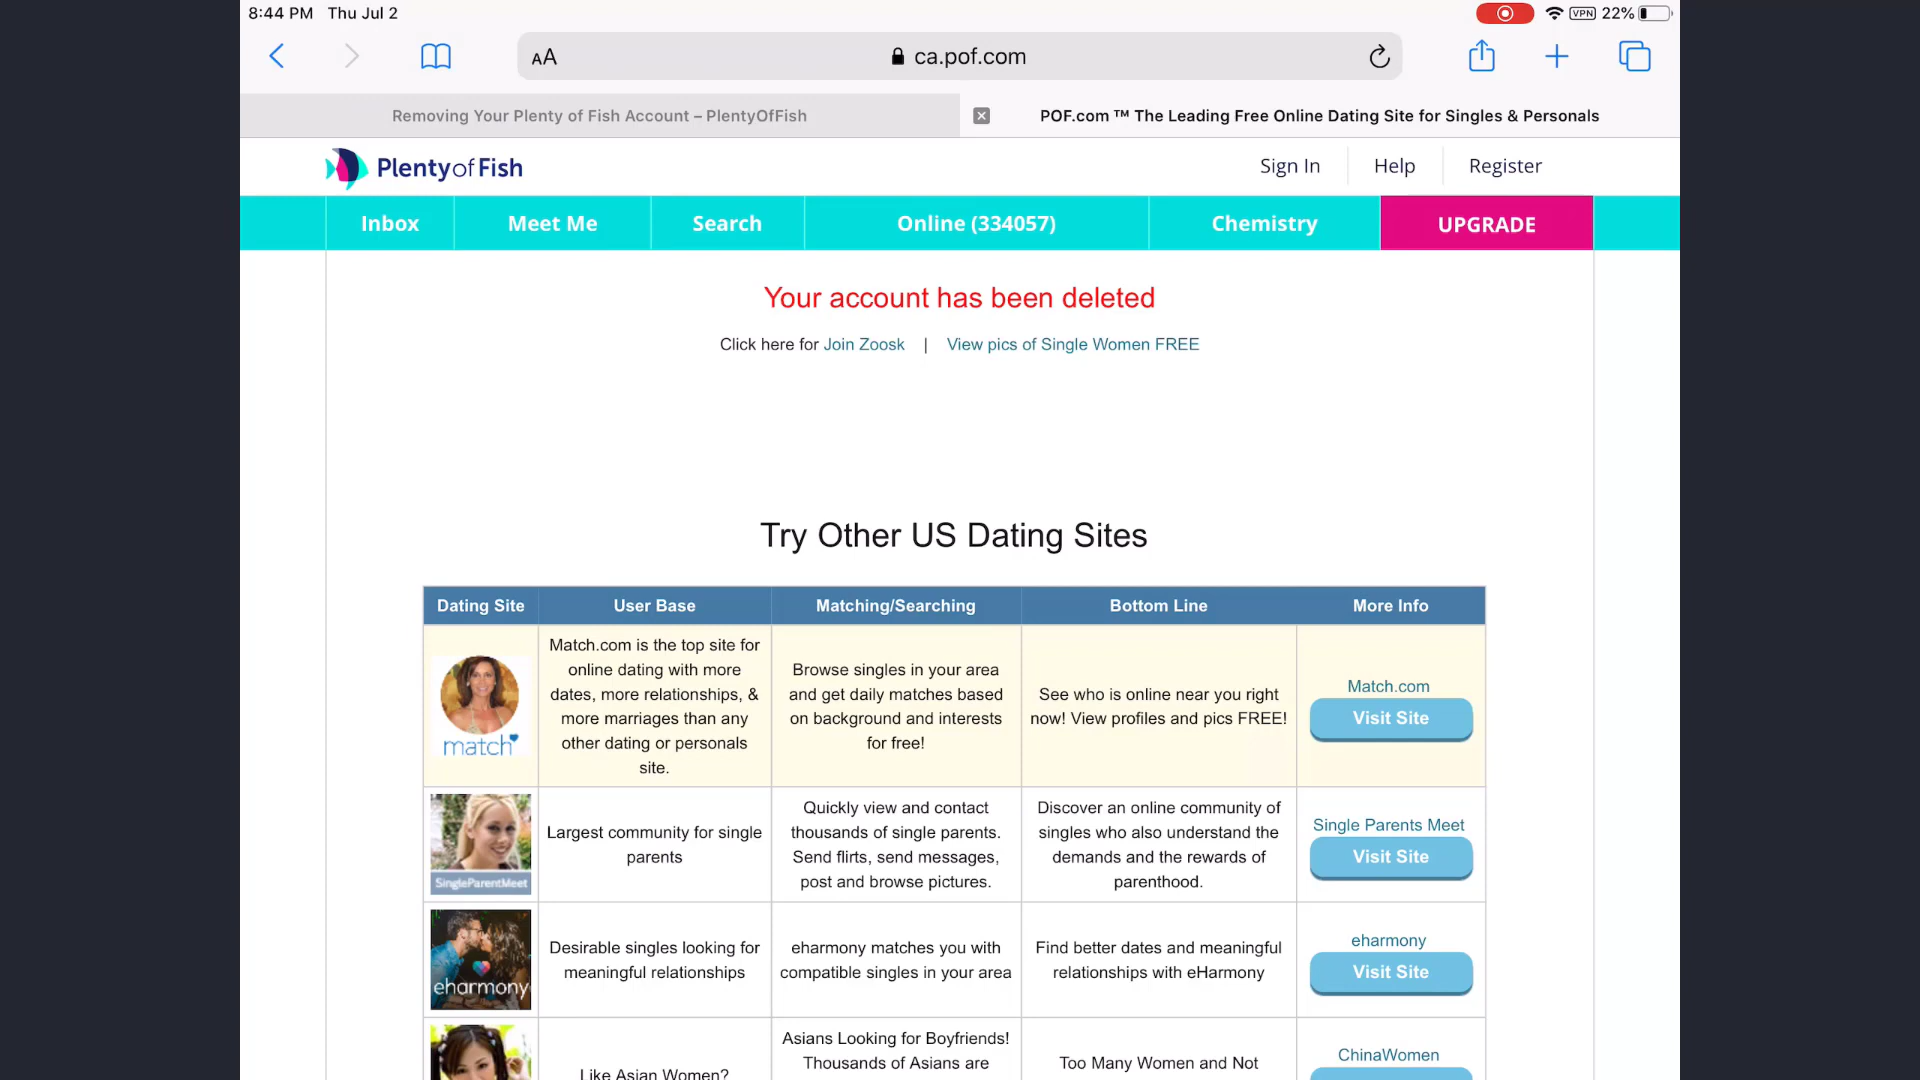 8:44 PM Thu Jul 2
VPN 22%
AA ca.pof.com
Removing Your Plenty of Fish Account – PlentyOfFish
POF.com ™ The Leading Free Online Dating Site for Singles & Personals
PlentyofFish
Sign In Help Register
Inbox Meet Me Search Online (334057) Chemistry UPGRADE
Your account has been deleted
Click here for Join Zoosk | View pics of Single Women FREE
Try Other US Dating Sites
Dating Site User Base Matching/Searching Bottom Line More Info
match
Match.com is the top site for
online dating with more
dates, more relationships, &
more marriages than any
other dating or personals
site.
Browse singles in your area
and get daily matches based
on background and interests
for free!
See who is online near you right
now! View profiles and pics FREE!
Match.com
Visit Site
SingleParentMeet
Largest community for single
parents
Quickly view and contact
thousands of single parents.
Send flirts, send messages,
post and browse pictures.
Discover an online community of
singles who also understand the
demands and the rewards of
parenthood.
Single Parents Meet
Visit Site
eharmony
Desirable singles looking for
meaningful relationships
eharmony matches you with
compatible singles in your area
Find better dates and meaningful
relationships with eHarmony
eharmony
Visit Site
Like Asian Women?
Asians Looking for Boyfriends!
Thousands of Asians are
Too Many Women and Not
ChinaWomen